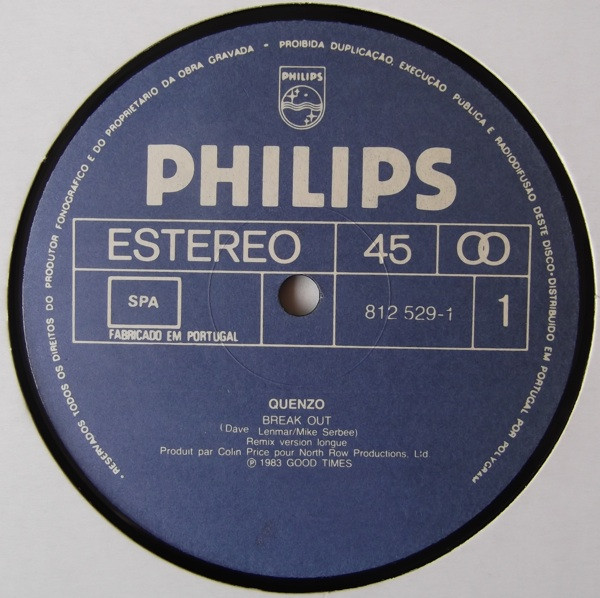 • RESERVADOS TODOS OS DIREITOS DO PRODUTOR FONOGRÁFICO E DO PROPRIETÁRIO DA OBRA GRAVADA - PROIBIDA DUPLICAÇÃO, EXECUÇÃO PÚBLICA E RADIODIFUSÃO DESTE DISCO • DISTRIBUIDO EM PORTUGAL POR POLYGRAM
PHILIPS
PHILIPS
ESTEREO 45
SPA 812 529-1 1
FABRICADO EM PORTUGAL
QUENZO
BREAK OUT
(Dave Lenmar/Mike Serbee)
Remix version longue
Produit par Colin Price pour North Row Productions, Ltd.
℗ 1983 GOOD TIMES